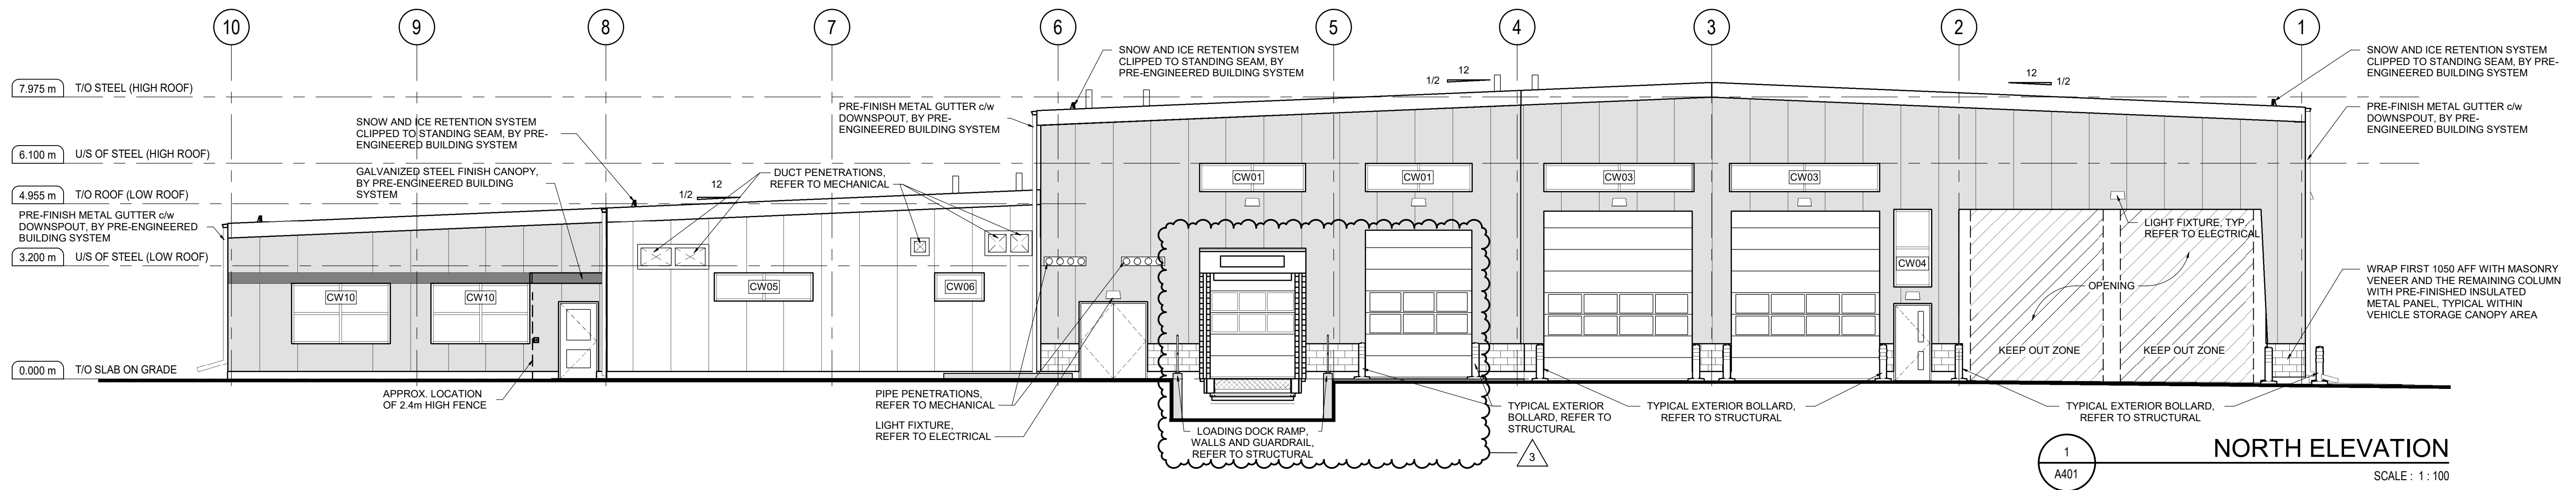 10
9
8
7
6
5
4
3
2
1
7.975 m T/O STEEL (HIGH ROOF)
6.100 m U/S OF STEEL (HIGH ROOF)
4.955 m T/O ROOF (LOW ROOF)
PRE-FINISH METAL GUTTER c/w
DOWNSPOUT, BY PRE-ENGINEERED
BUILDING SYSTEM
3.200 m U/S OF STEEL (LOW ROOF)
0.000 m T/O SLAB ON GRADE
SNOW AND ICE RETENTION SYSTEM
CLIPPED TO STANDING SEAM, BY PRE-
ENGINEERED BUILDING SYSTEM
GALVANIZED STEEL FINISH CANOPY,
BY PRE-ENGINEERED BUILDING
SYSTEM
12
1/2
DUCT PENETRATIONS,
REFER TO MECHANICAL
PRE-FINISH METAL GUTTER c/w
DOWNSPOUT, BY PRE-
ENGINEERED BUILDING SYSTEM
SNOW AND ICE RETENTION SYSTEM
CLIPPED TO STANDING SEAM, BY
PRE-ENGINEERED BUILDING SYSTEM
12
1/2
12
1/2
SNOW AND ICE RETENTION SYSTEM
CLIPPED TO STANDING SEAM, BY PRE-
ENGINEERED BUILDING SYSTEM
PRE-FINISH METAL GUTTER c/w
DOWNSPOUT, BY PRE-
ENGINEERED BUILDING SYSTEM
CW10
CW10
CW05
CW06
CW01
CW01
CW03
CW03
CW04
LIGHT FIXTURE, TYP.
REFER TO ELECTRICAL
OPENING
KEEP OUT ZONE
KEEP OUT ZONE
WRAP FIRST 1050 AFF WITH MASONRY
VENEER AND THE REMAINING COLUMN
WITH PRE-FINISHED INSULATED
METAL PANEL, TYPICAL WITHIN
VEHICLE STORAGE CANOPY AREA
APPROX. LOCATION
OF 2.4m HIGH FENCE
PIPE PENETRATIONS,
REFER TO MECHANICAL
LIGHT FIXTURE,
REFER TO ELECTRICAL
LOADING DOCK RAMP,
WALLS AND GUARDRAIL,
REFER TO STRUCTURAL
TYPICAL EXTERIOR
BOLLARD, REFER TO
STRUCTURAL
3
TYPICAL EXTERIOR BOLLARD,
REFER TO STRUCTURAL
TYPICAL EXTERIOR BOLLARD,
REFER TO STRUCTURAL
1
A401
NORTH ELEVATION
SCALE : 1 : 100